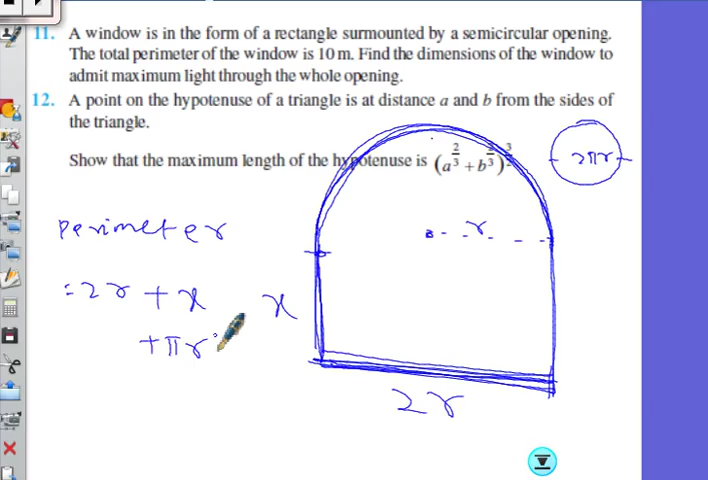 11. A window is in the form of a rectangle surmounted by a semicircular opening.
The total perimeter of the window is 10 m. Find the dimensions of the window to
admit maximum light through the whole opening.
12. A point on the hypotenuse of a triangle is at distance a and b from the sides of
the triangle.
Show that the maximum length of the hypotenuse is (a^{2/3} + b^{2/3})^{3/2}
2πr
Perimeter
r
= 2r + x
x
+ πr
2r